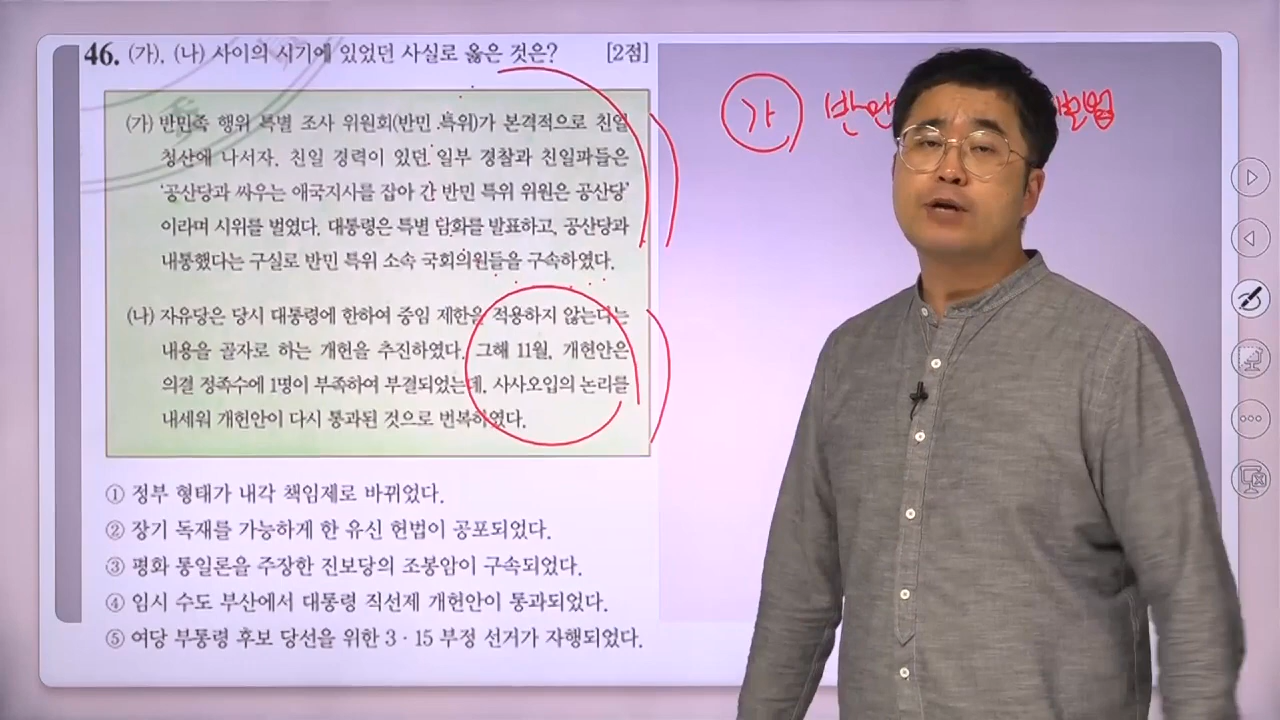 46. (가), (나) 사이의 시기에 있었던 사실로 옳은 것은? [2점]
(가) 반민족 행위 특별 조사 위원회(반민 특위)가 본격적으로 친일
청산에 나서자, 친일 경력이 있던 일부 경찰과 친일파들은
'공산당과 싸우는 애국지사를 잡아 간 반민 특위 위원은 공산당'
이라며 시위를 벌였다. 대통령은 특별 담화를 발표하고, 공산당과
내통했다는 구실로 반민 특위 소속 국회의원들을 구속하였다.
(나) 자유당은 당시 대통령에 한하여 중임 제한을 적용하지 않는다는
내용을 골자로 하는 개헌을 추진하였다. 그해 11월, 개헌안은
의결 정족수에 1명이 부족하여 부결되었는데, 사사오입의 논리를
내세워 개헌안이 다시 통과된 것으로 번복하였다.
① 정부 형태가 내각 책임제로 바뀌었다.
② 장기 독재를 가능하게 한 유신 헌법이 공포되었다.
③ 평화 통일론을 주장한 진보당의 조봉암이 구속되었다.
④ 임시 수도 부산에서 대통령 직선제 개헌안이 통과되었다.
⑤ 여당 부통령 후보 당선을 위한 3·15 부정 선거가 자행되었다.
가 반민